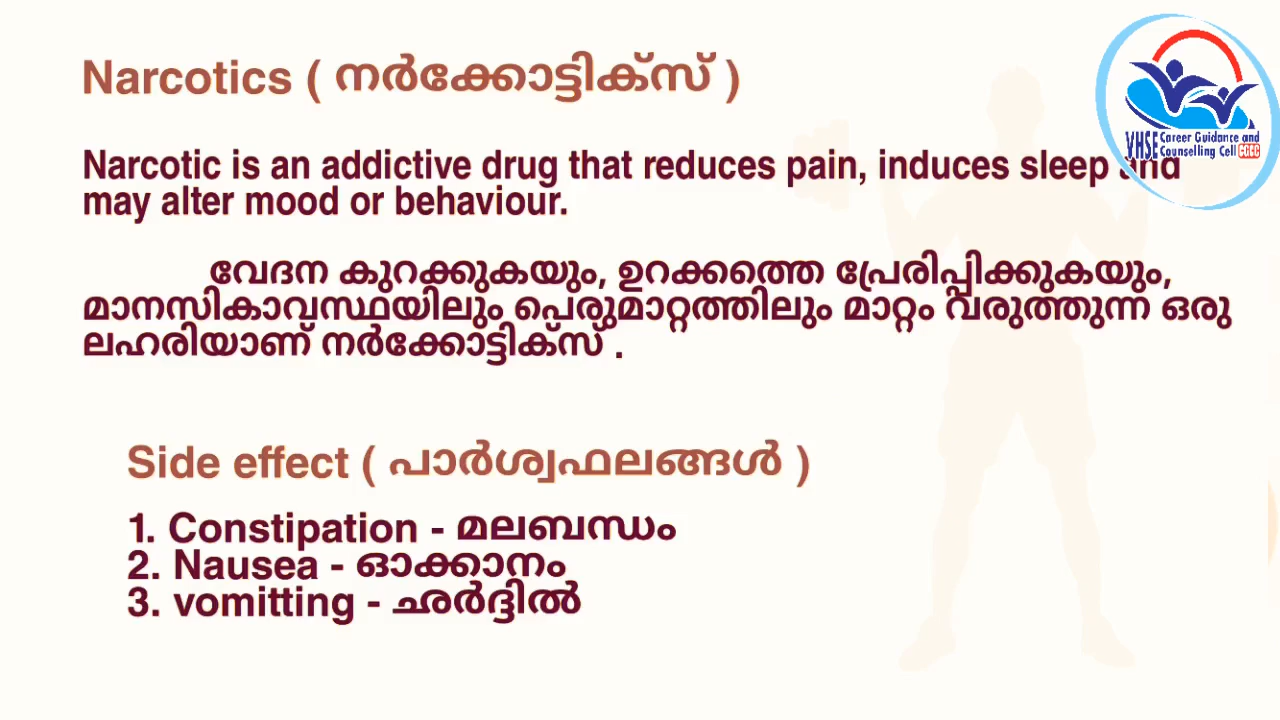 Narcotics ( നർക്കോട്ടിക്സ് )
Narcotic is an addictive drug that reduces pain, induces sleep and
may alter mood or behaviour.
വേദന കുറക്കുകയും, ഉറക്കത്തെ പ്രേരിപ്പിക്കുകയും,
മാനസികാവസ്ഥയിലും പെരുമാറ്റത്തിലും മാറ്റം വരുത്തുന്ന ഒരു
ലഹരിയാണ് നർക്കോട്ടിക്സ് .
Side effect ( പാർശ്വഫലങ്ങൾ )
1. Constipation - മലബന്ധം
2. Nausea - ഓക്കാനം
3. vomitting - ഛർദ്ദിൽ
VHSE Career Guidance and
Counselling Cell CGCC